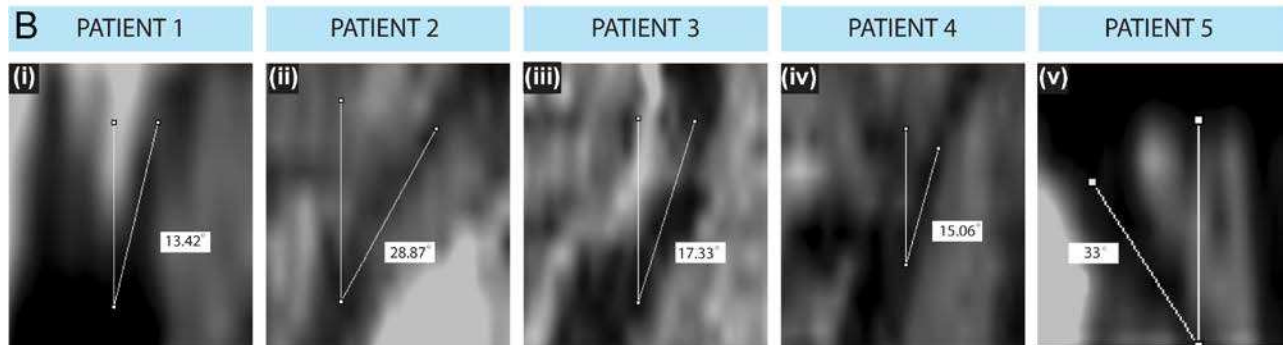 B PATIENT 1 PATIENT 2 PATIENT 3 PATIENT 4 PATIENT 5
(i) (ii) (iii) (iv) (v)
13.42° 28.87° 17.33° 15.06° 33°